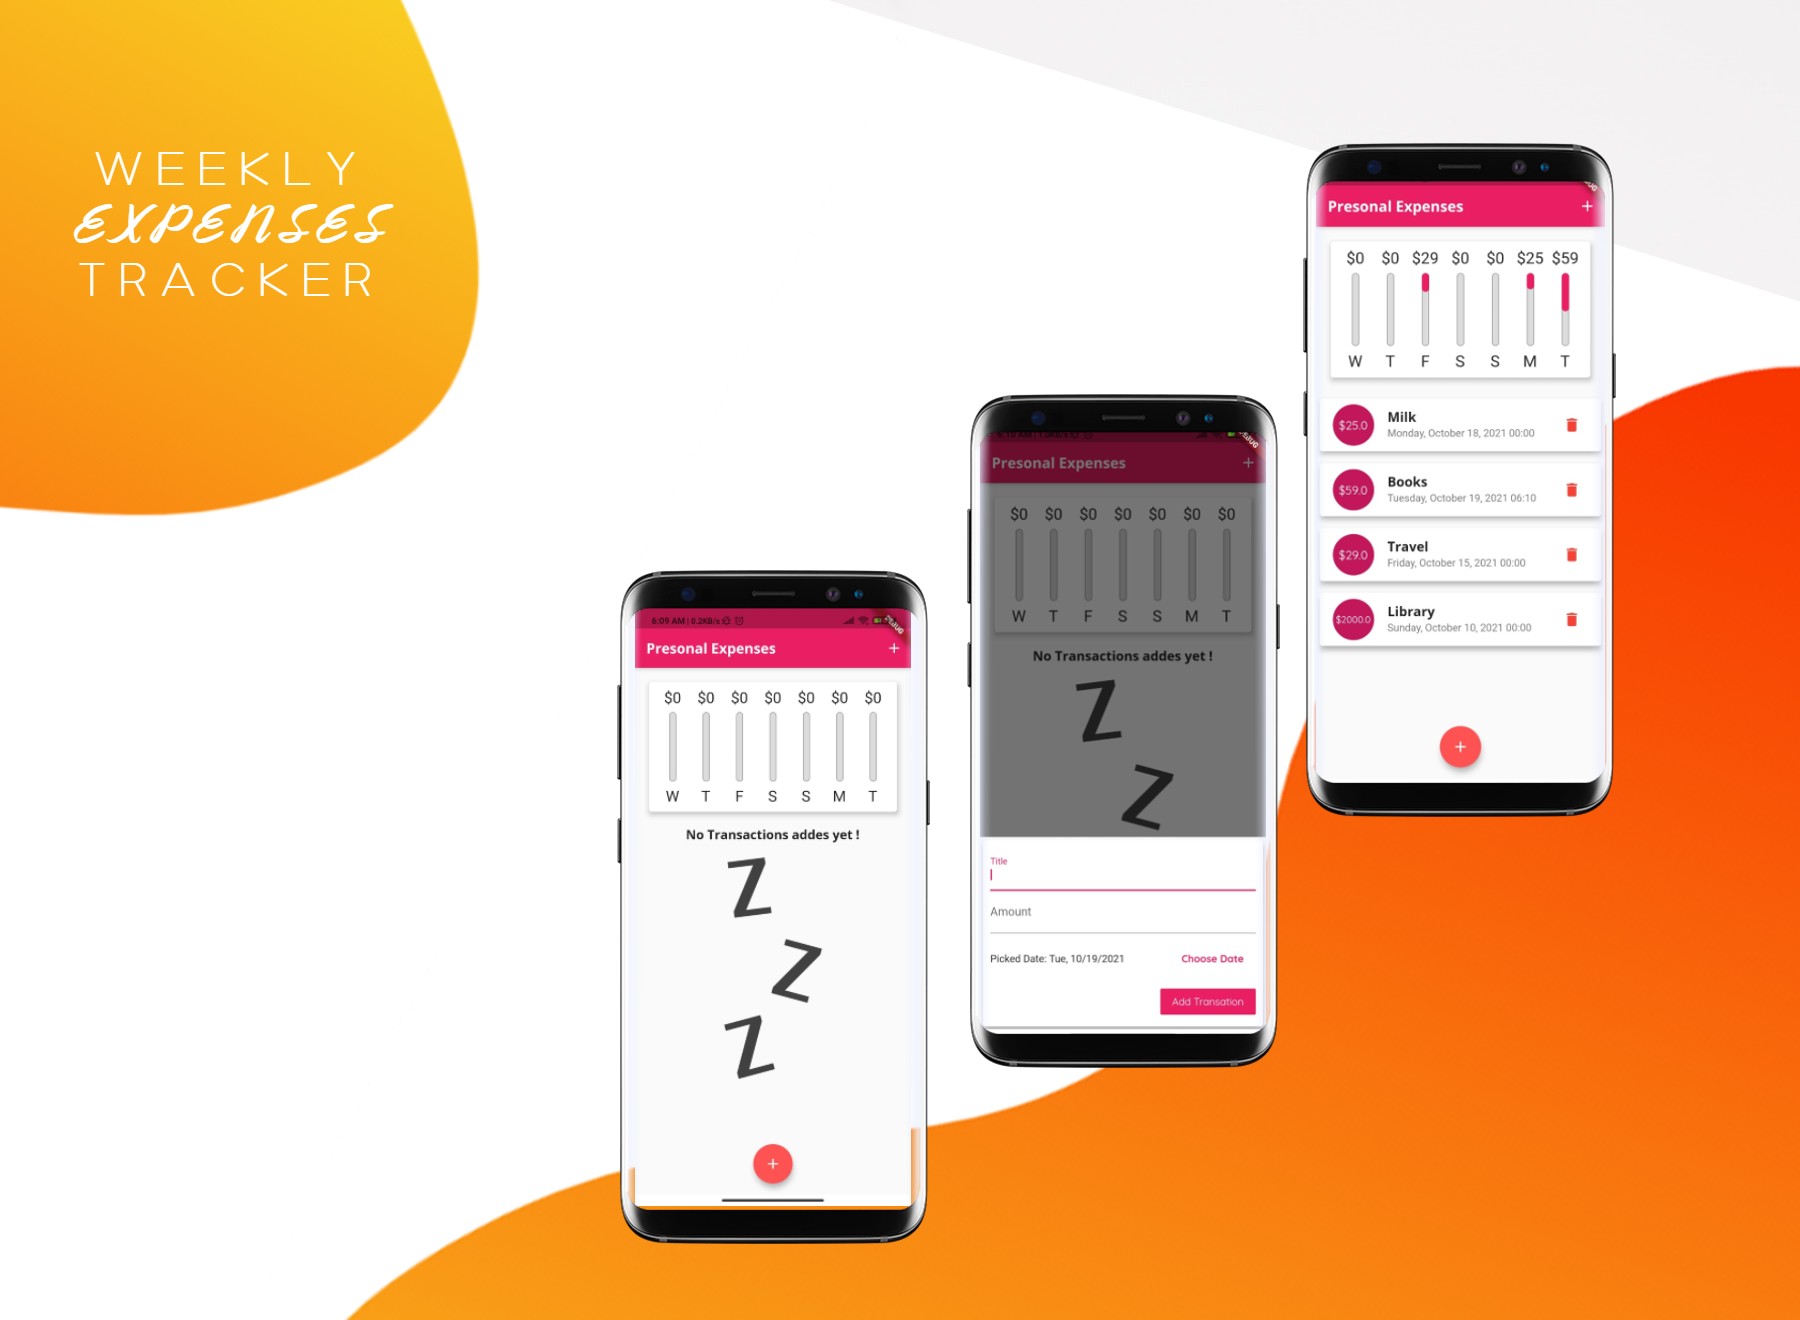 WEEKLY
EXPENSES
TRACKER
6:09 AM | 0.2KB/s
Presonal Expenses
+
$0 $0 $0 $0 $0 $0 $0
W T F S S M T
No Transactions addes yet !
Z
Z
Z
+
Presonal Expenses
+
$0 $0 $0 $0 $0 $0 $0
W T F S S M T
No Transactions addes yet !
Z
Z
Title
Amount
Picked Date: Tue, 10/19/2021 Choose Date
Add Transation
Presonal Expenses
+
$0 $0 $29 $0 $0 $25 $59
W T F S S M T
$25.0 Milk
Monday, October 18, 2021 00:00
$59.0 Books
Tuesday, October 19, 2021 06:10
$29.0 Travel
Friday, October 15, 2021 00:00
$2000.0 Library
Sunday, October 10, 2021 00:00
+